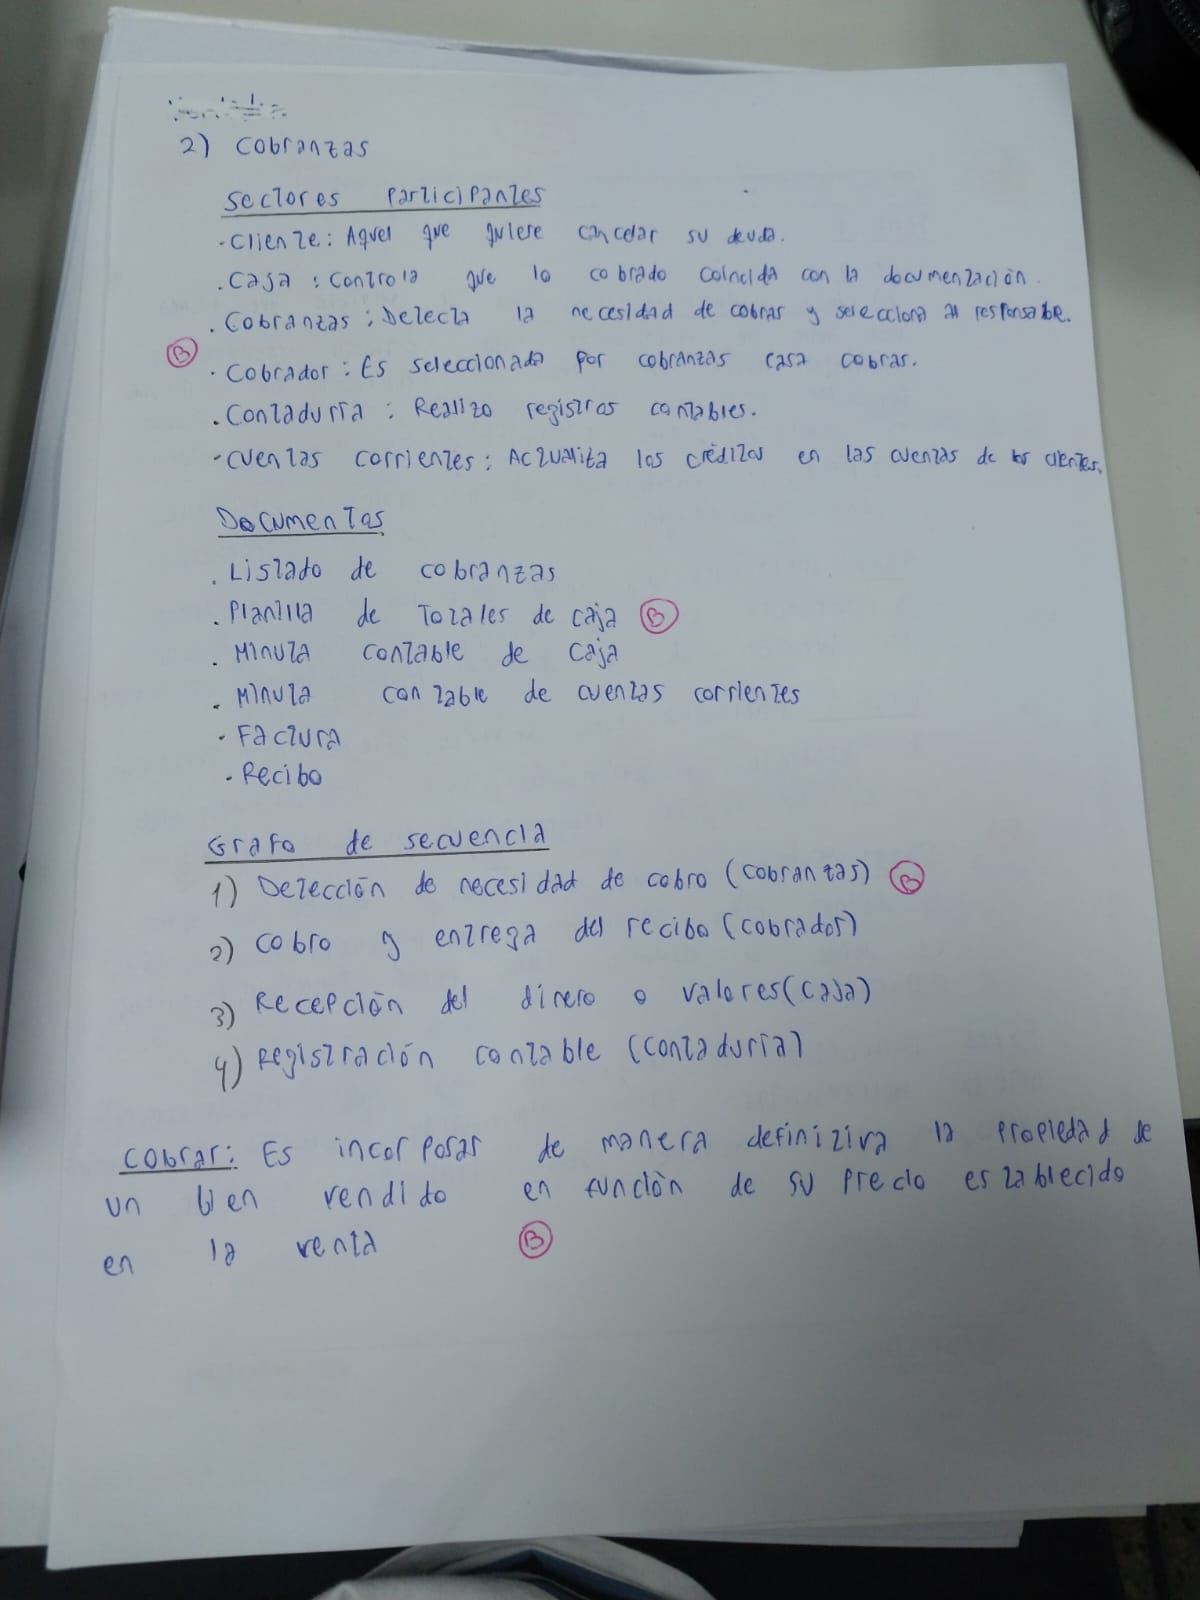 2) Cobranzas
Sectores Participantes
· Cliente: Aquel que quiere cancelar su deuda.
. Caja : Controla que lo cobrado coincida con la documentación.
. Cobranzas : Detecta la necesidad de cobrar y selecciona al responsable.
B
· Cobrador : Es seleccionada por cobranzas casa cobrar.
. Contaduría : Realizo registros contables.
· Cuentas corrientes : Actualiza los créditos en las cuentas de los clientes.
Documentos
. Listado de cobranzas
. Planilla de Totales de caja B
. Minuta contable de caja
. Minuta contable de cuentas corrientes
· Factura
· Recibo
Grafo de secuencia
1) Detección de necesidad de cobro (cobranzas) B
2) Cobro y entrega del recibo (cobrador)
3) Recepción del dinero o valores (caja)
4) Registración contable (contaduría)
Cobrar: Es incorporar de manera definitiva la propiedad de
un bien vendido en función de su precio establecido
en la venta B